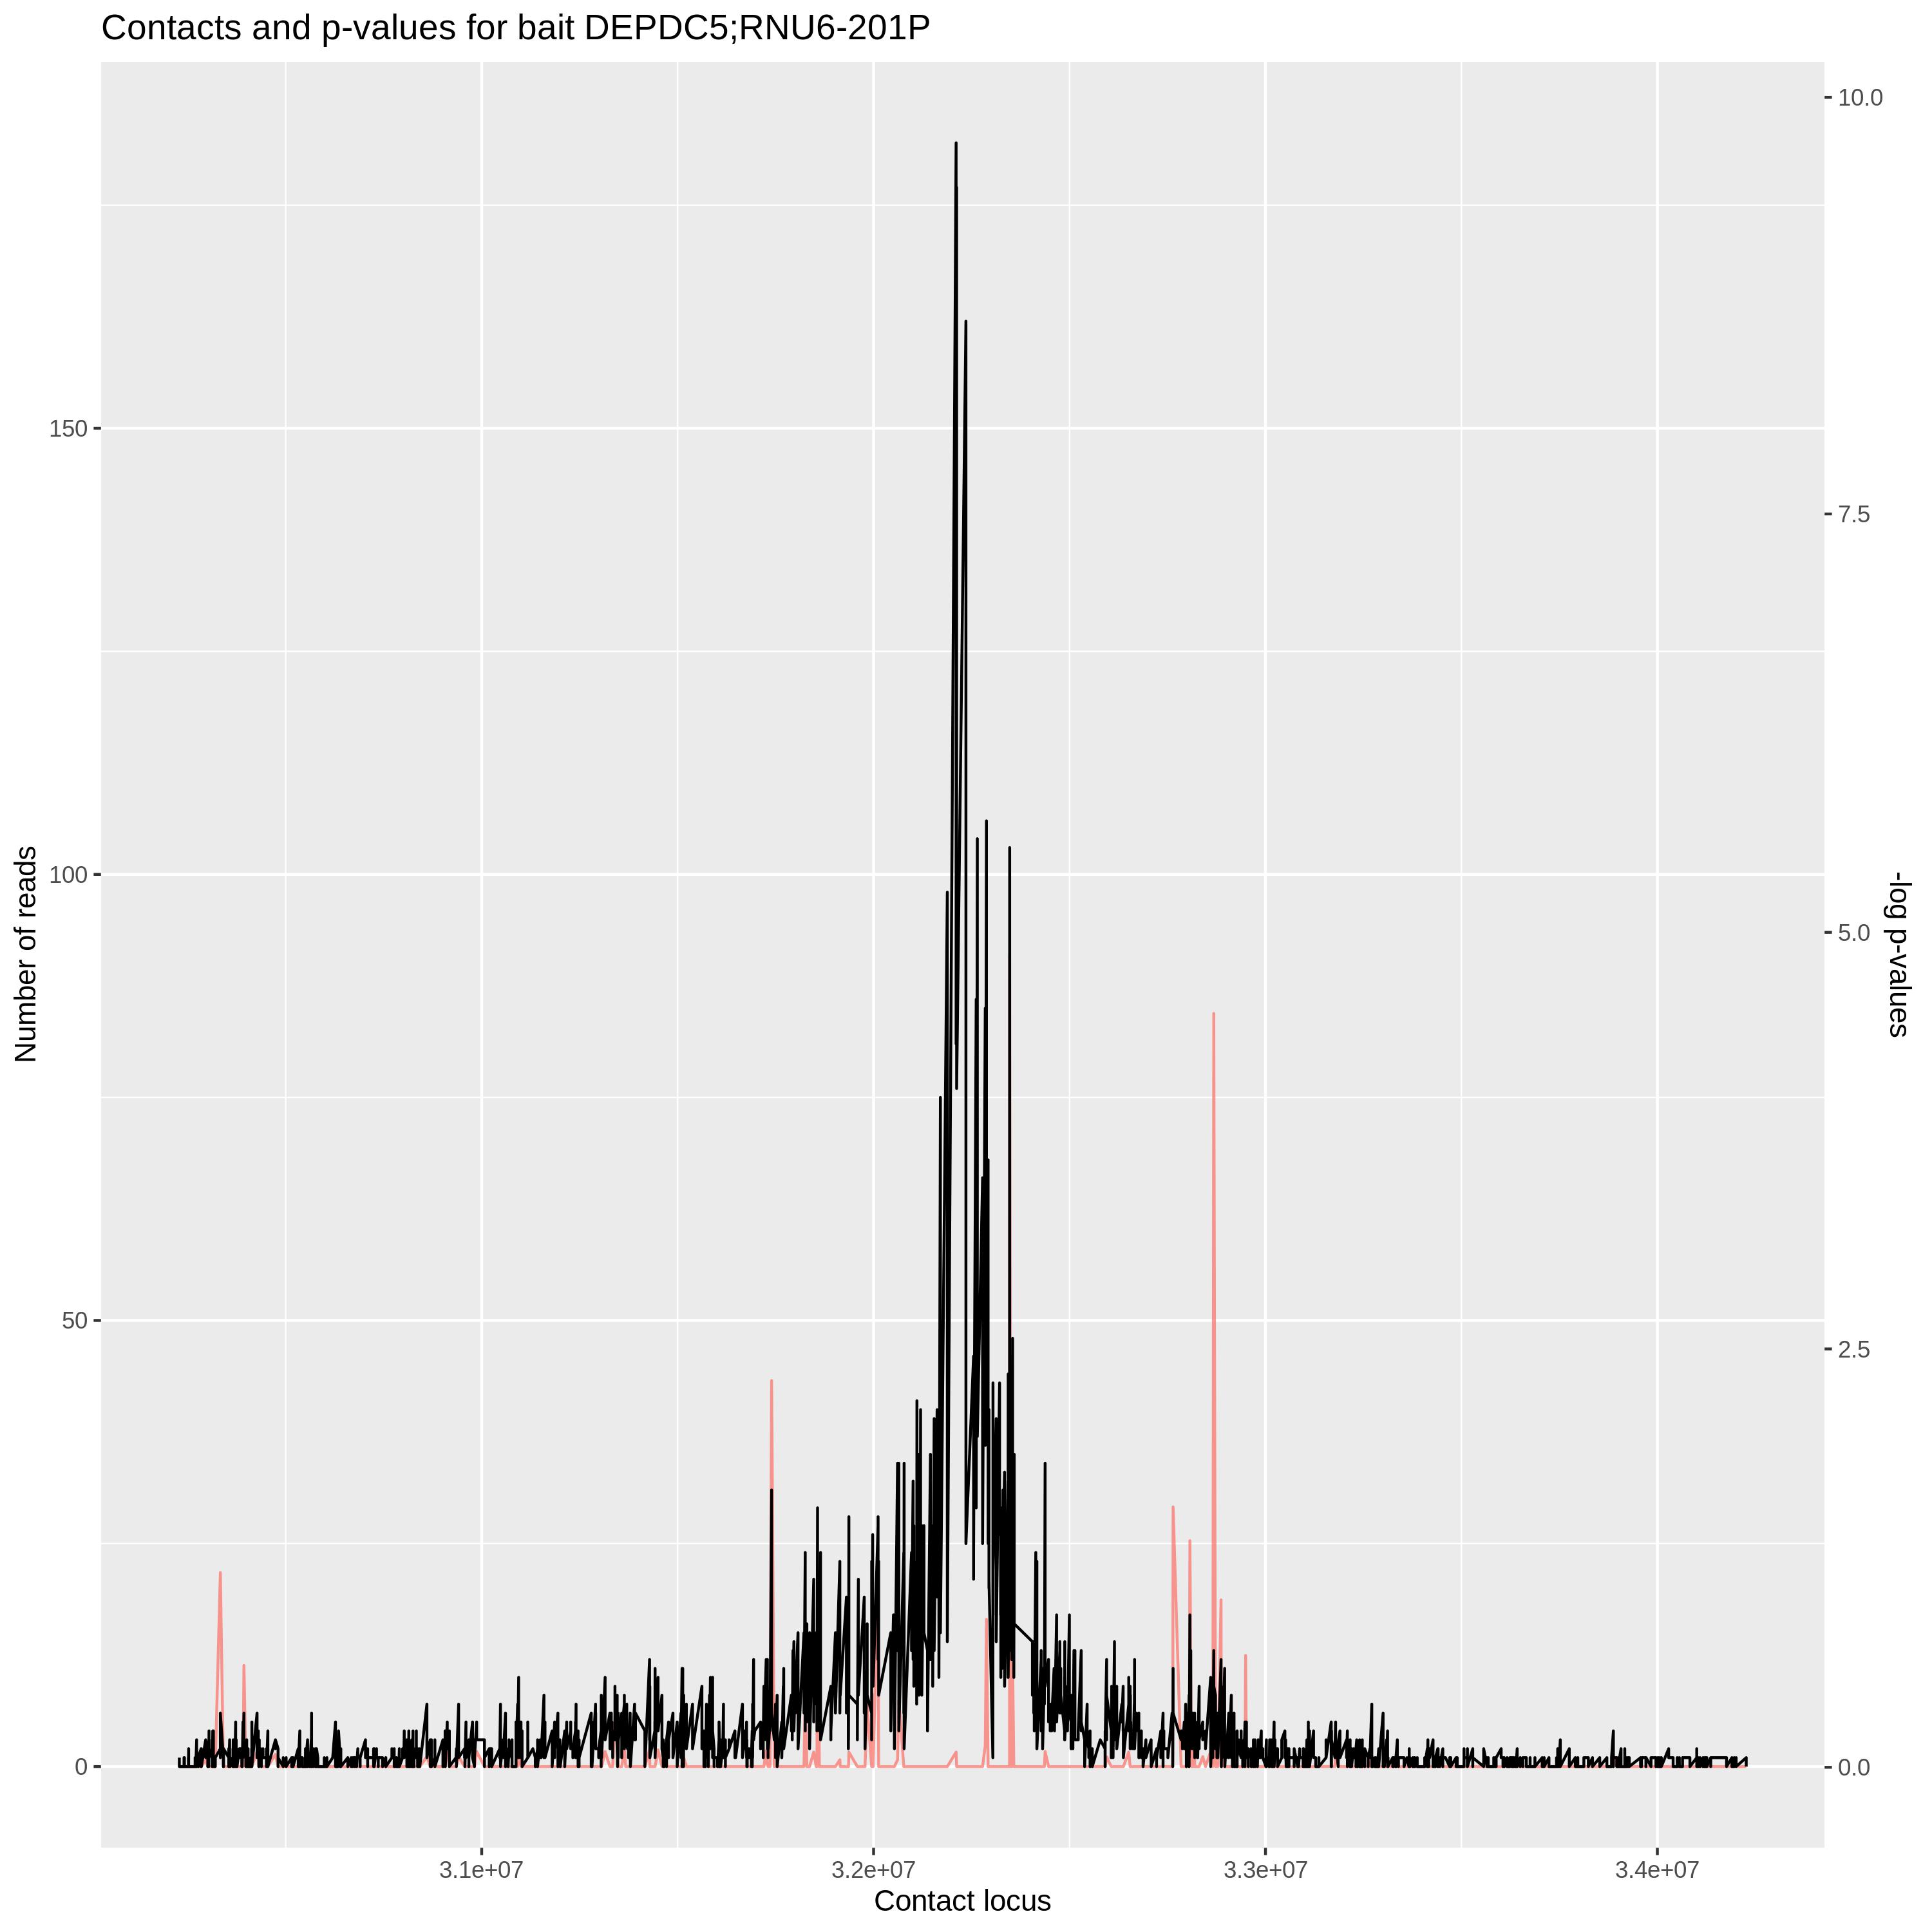 Contacts and p-values for bait DEPDC5;RNU6-201P
10.0
150
7.5
Number of reads
100
5.0
-log p-values
50
2.5
0
0.0
3.1e+07
3.2e+07
3.3e+07
3.4e+07
Contact locus